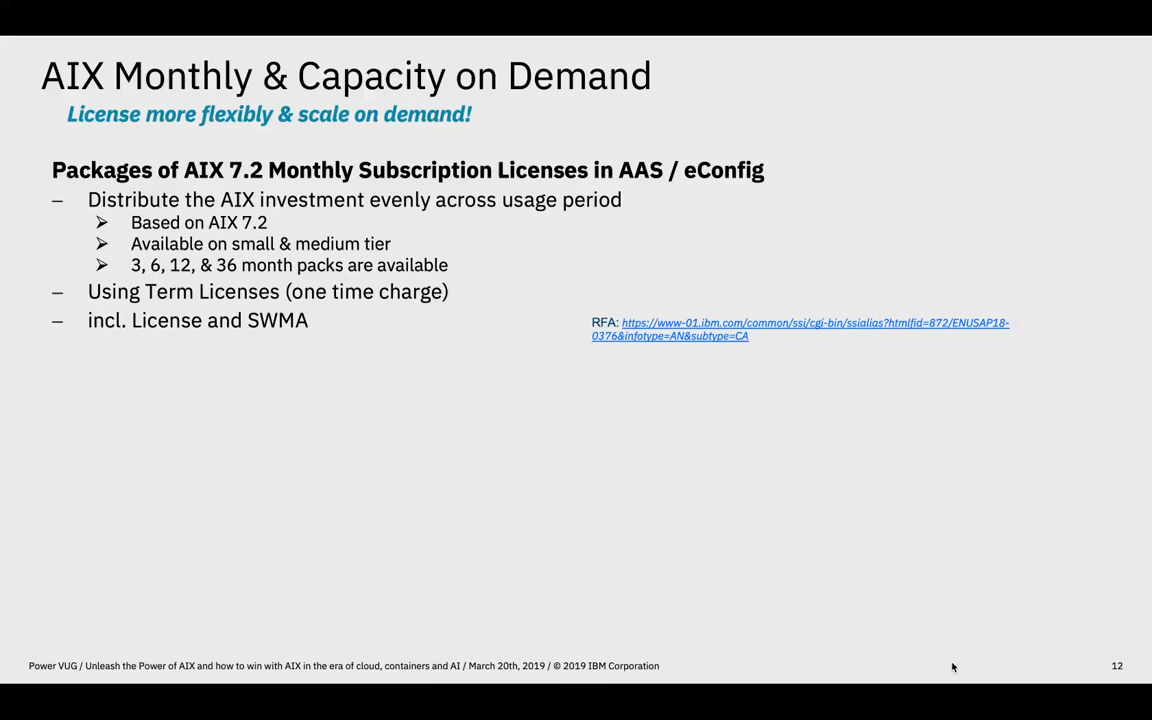 AIX Monthly & Capacity on Demand
License more flexibly & scale on demand!
Packages of AIX 7.2 Monthly Subscription Licenses in AAS / eConfig
– Distribute the AIX investment evenly across usage period
➢ Based on AIX 7.2
➢ Available on small & medium tier
➢ 3, 6, 12, & 36 month packs are available
– Using Term Licenses (one time charge)
– incl. License and SWMA
RFA: https://www-01.ibm.com/common/ssi/cgi-bin/ssialias?htmlfid=872/ENUSAP18-
0376&infotype=AN&subtype=CA
Power VUG / Unleash the Power of AIX and how to win with AIX in the era of cloud, containers and AI / March 20th, 2019 / © 2019 IBM Corporation
12